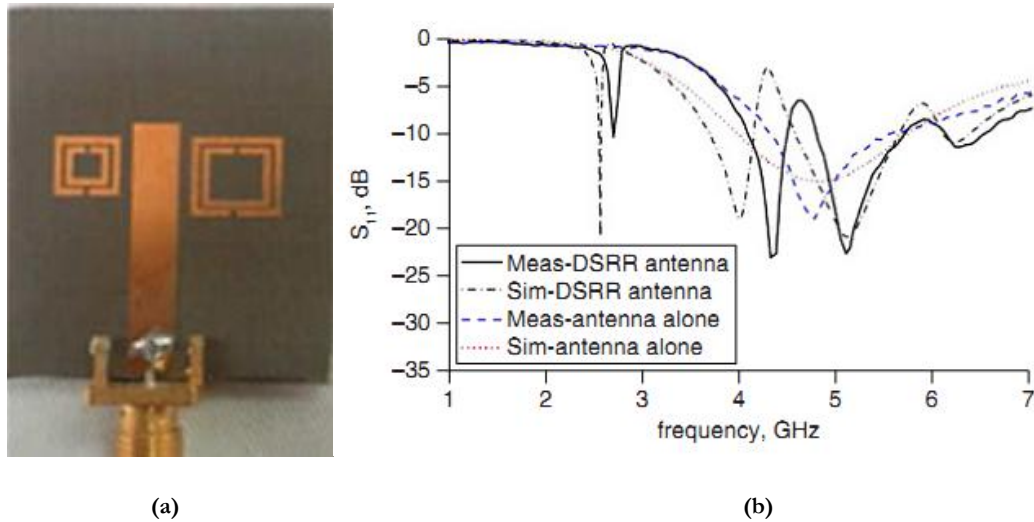 0
−5
−10
−15
−20
−25
−30
−35
S11, dB
Meas-DSRR antenna
Sim-DSRR antenna
Meas-antenna alone
Sim-antenna alone
1 2 3 4 5 6 7
frequency, GHz
(a) (b)